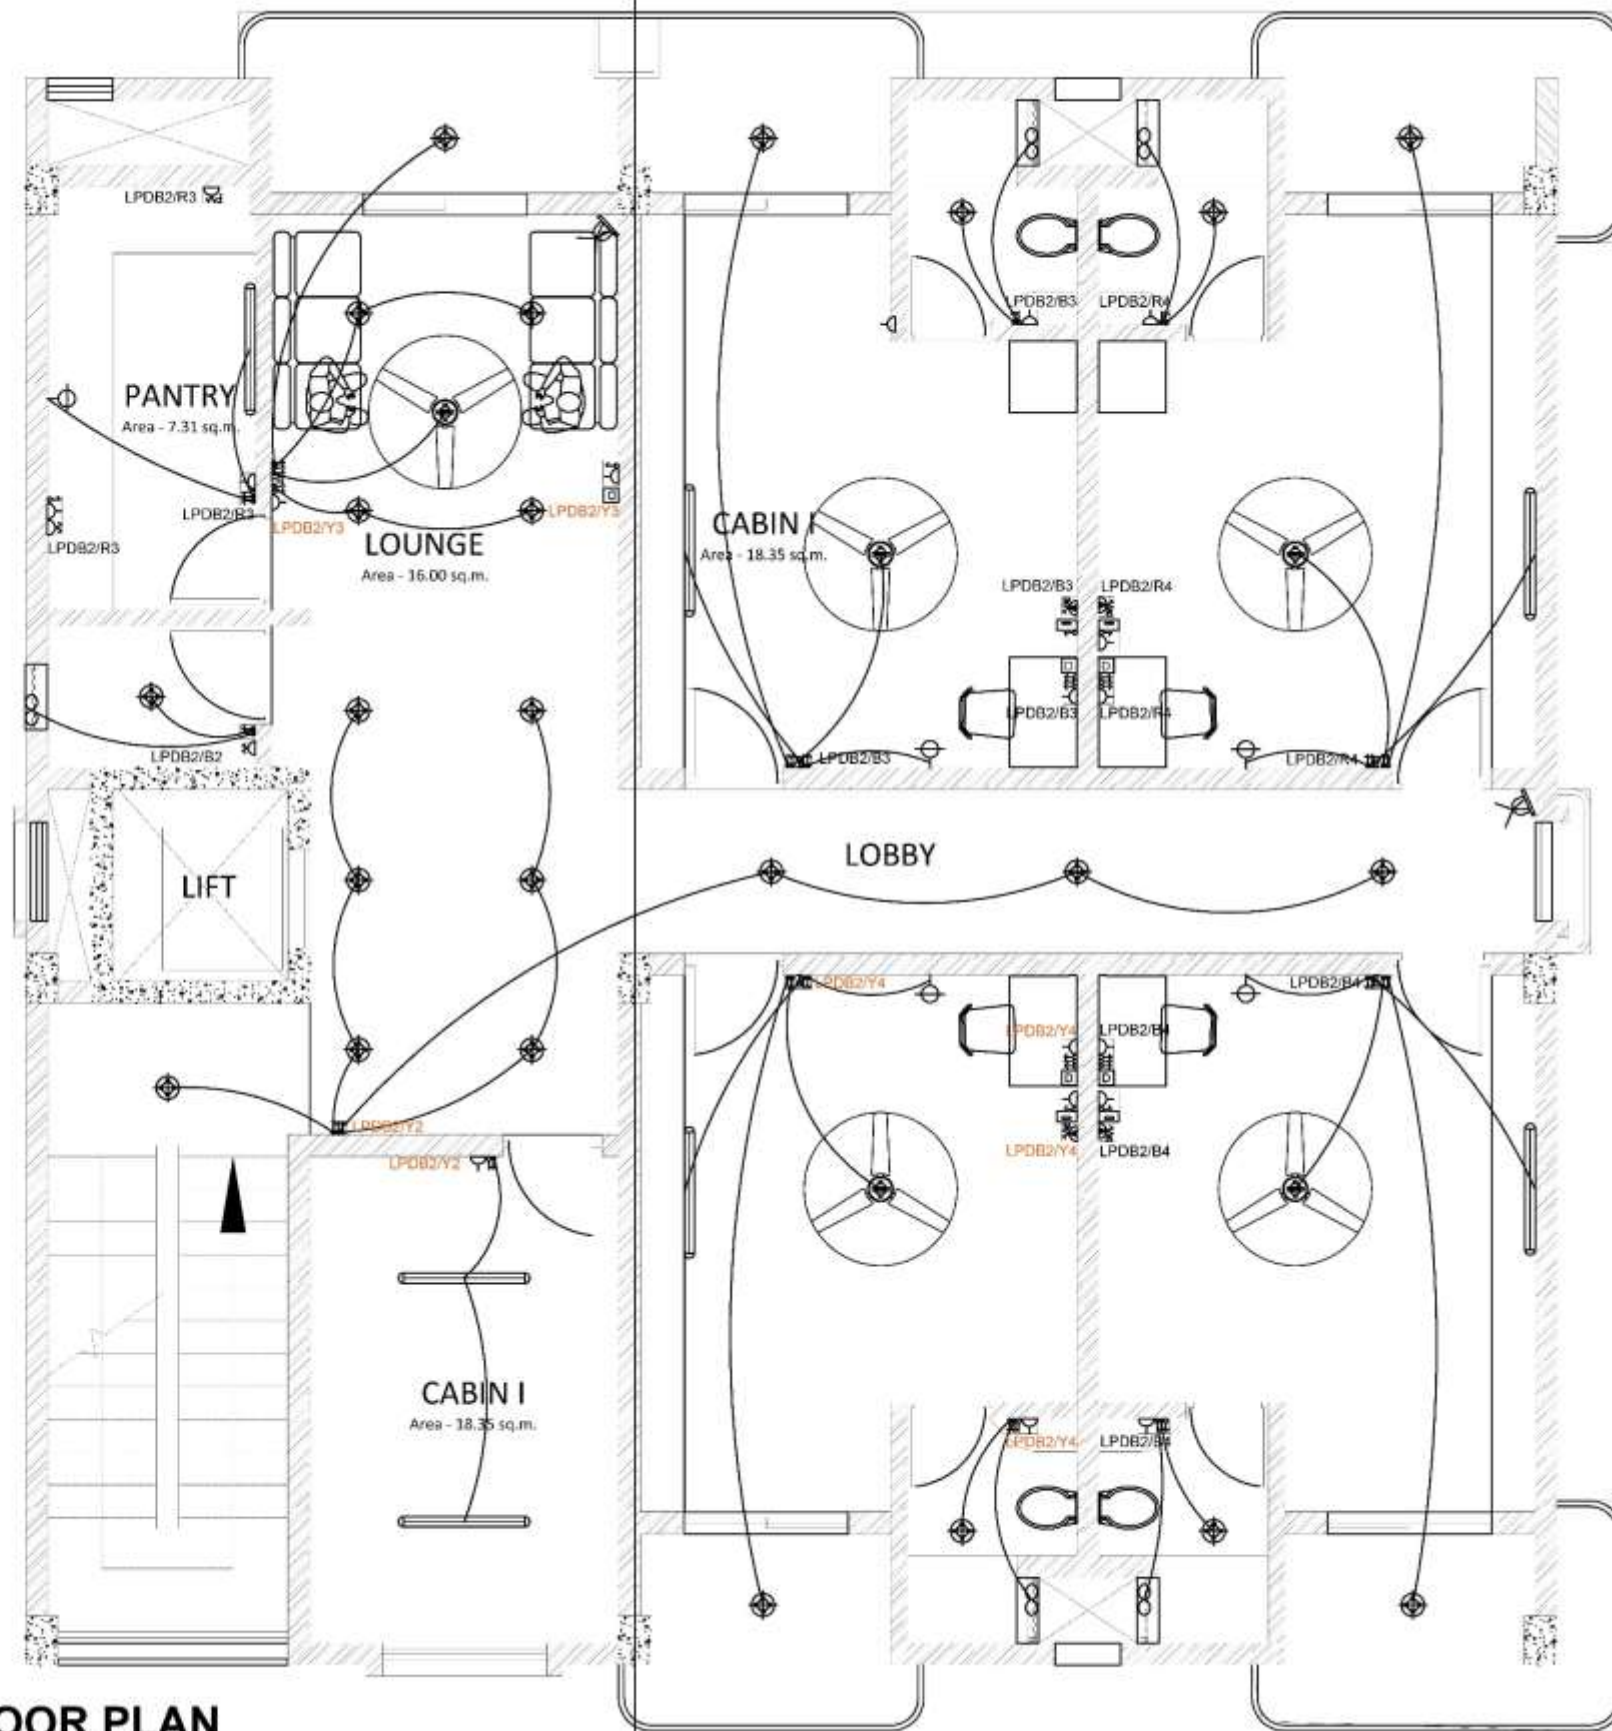 LPDB2/R3
LPDB2/B3
LPDB2/R4
PANTRY
Area - 7.31 sq.m.
LPDB2/R3
LPDB2/Y3
LPDB2/Y3
LPDB2/R3
LOUNGE
Area - 16.00 sq.m.
CABIN I
Area - 18.35 sq.m.
LPDB2/B3
LPDB2/R4
LPDB2/B3
LPDB2/R4
LPDB2/B2
LPDB2/B3
LPDB2/R4
LIFT
LOBBY
LPDB2/Y4
LPDB2/B4
LPDB2/Y4
LPDB2/B4
LPDB2/Y2
LPDB2/Y4
LPDB2/B4
LPDB2/Y2
CABIN I
Area - 18.35 sq.m.
LPDB2/Y4
LPDB2/B4
OOR PLAN